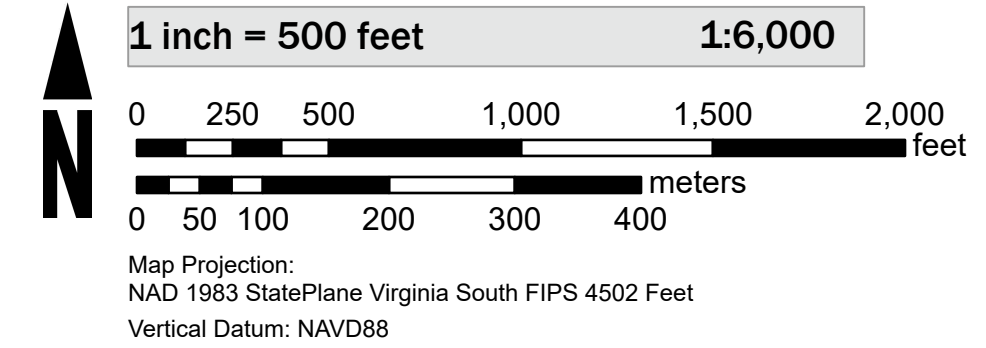 1 inch = 500 feet 1:6,000
N
0 250 500 1,000 1,500 2,000
feet
meters
0 50 100 200 300 400
Map Projection:
NAD 1983 StatePlane Virginia South FIPS 4502 Feet
Vertical Datum: NAVD88